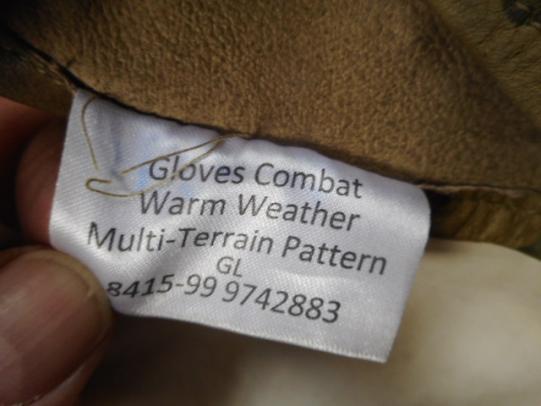 Gloves Combat
Warm Weather
Multi-Terrain Pattern
GL
8415-99 9742883